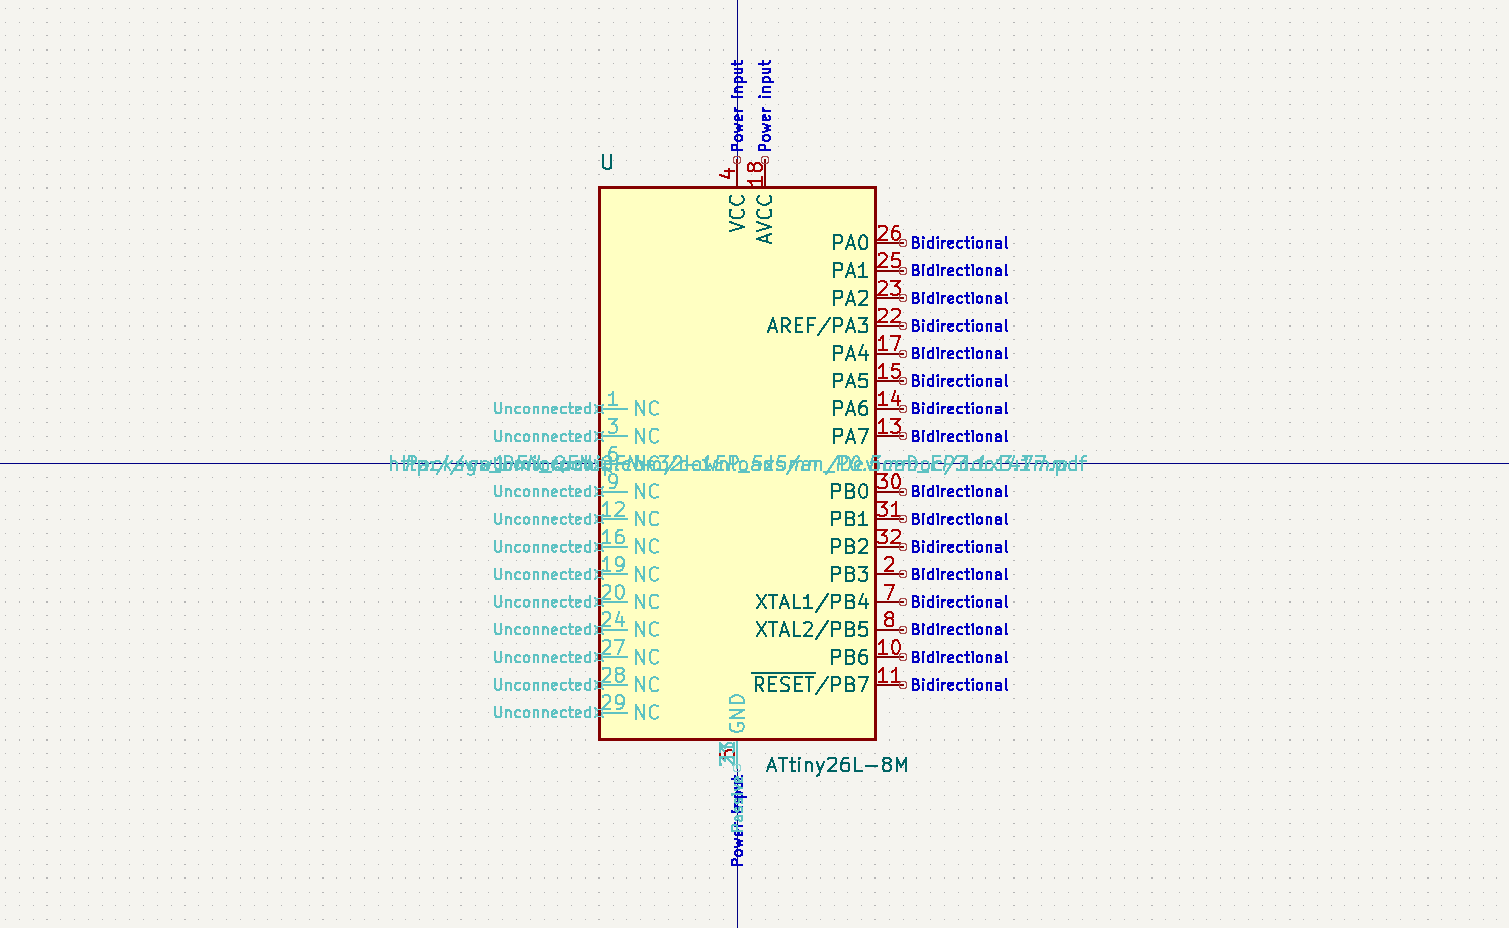 Power input
Power input
U
4
18
VCC
AVCC
PA0 26 Bidirectional
PA1 25 Bidirectional
PA2 23 Bidirectional
AREF/PA3 22 Bidirectional
PA4 17 Bidirectional
PA5 15 Bidirectional
Unconnected 1 NC PA6 14 Bidirectional
Unconnected 3 NC PA7 13 Bidirectional
6
Unconnected 9 NC PB0 30 Bidirectional
Unconnected 12 NC PB1 31 Bidirectional
Unconnected 16 NC PB2 32 Bidirectional
Unconnected 19 NC PB3 2 Bidirectional
Unconnected 20 NC XTAL1/PB4 7 Bidirectional
Unconnected 24 NC XTAL2/PB5 8 Bidirectional
Unconnected 27 NC PB6 10 Bidirectional
Unconnected 28 NC RESET/PB7 11 Bidirectional
Unconnected 29 NC
GND
ATtiny26L-8M
Power input